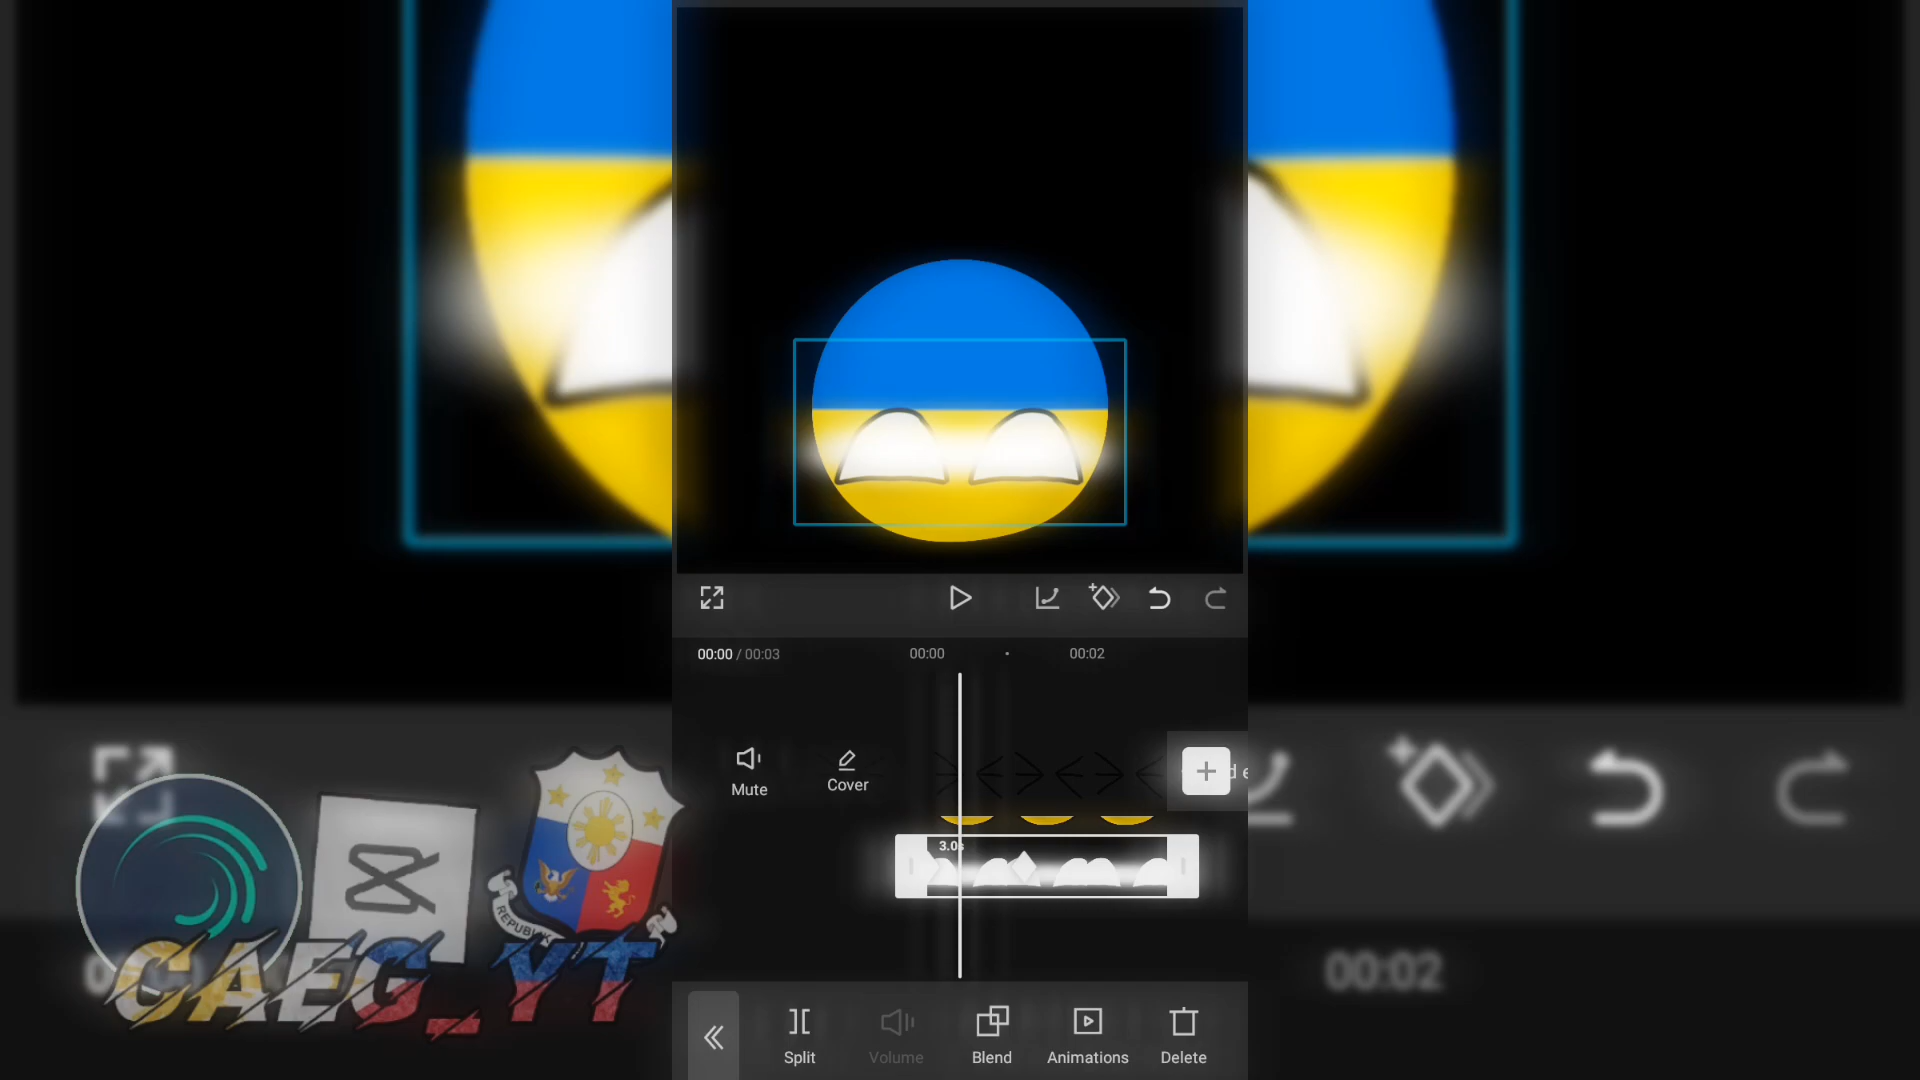 00:00 / 00:03
00:00
00:02
Mute
Cover
3.0s
REPUBLIK
CAEG_YT
00:02
Split
Volume
Blend
Animations
Delete